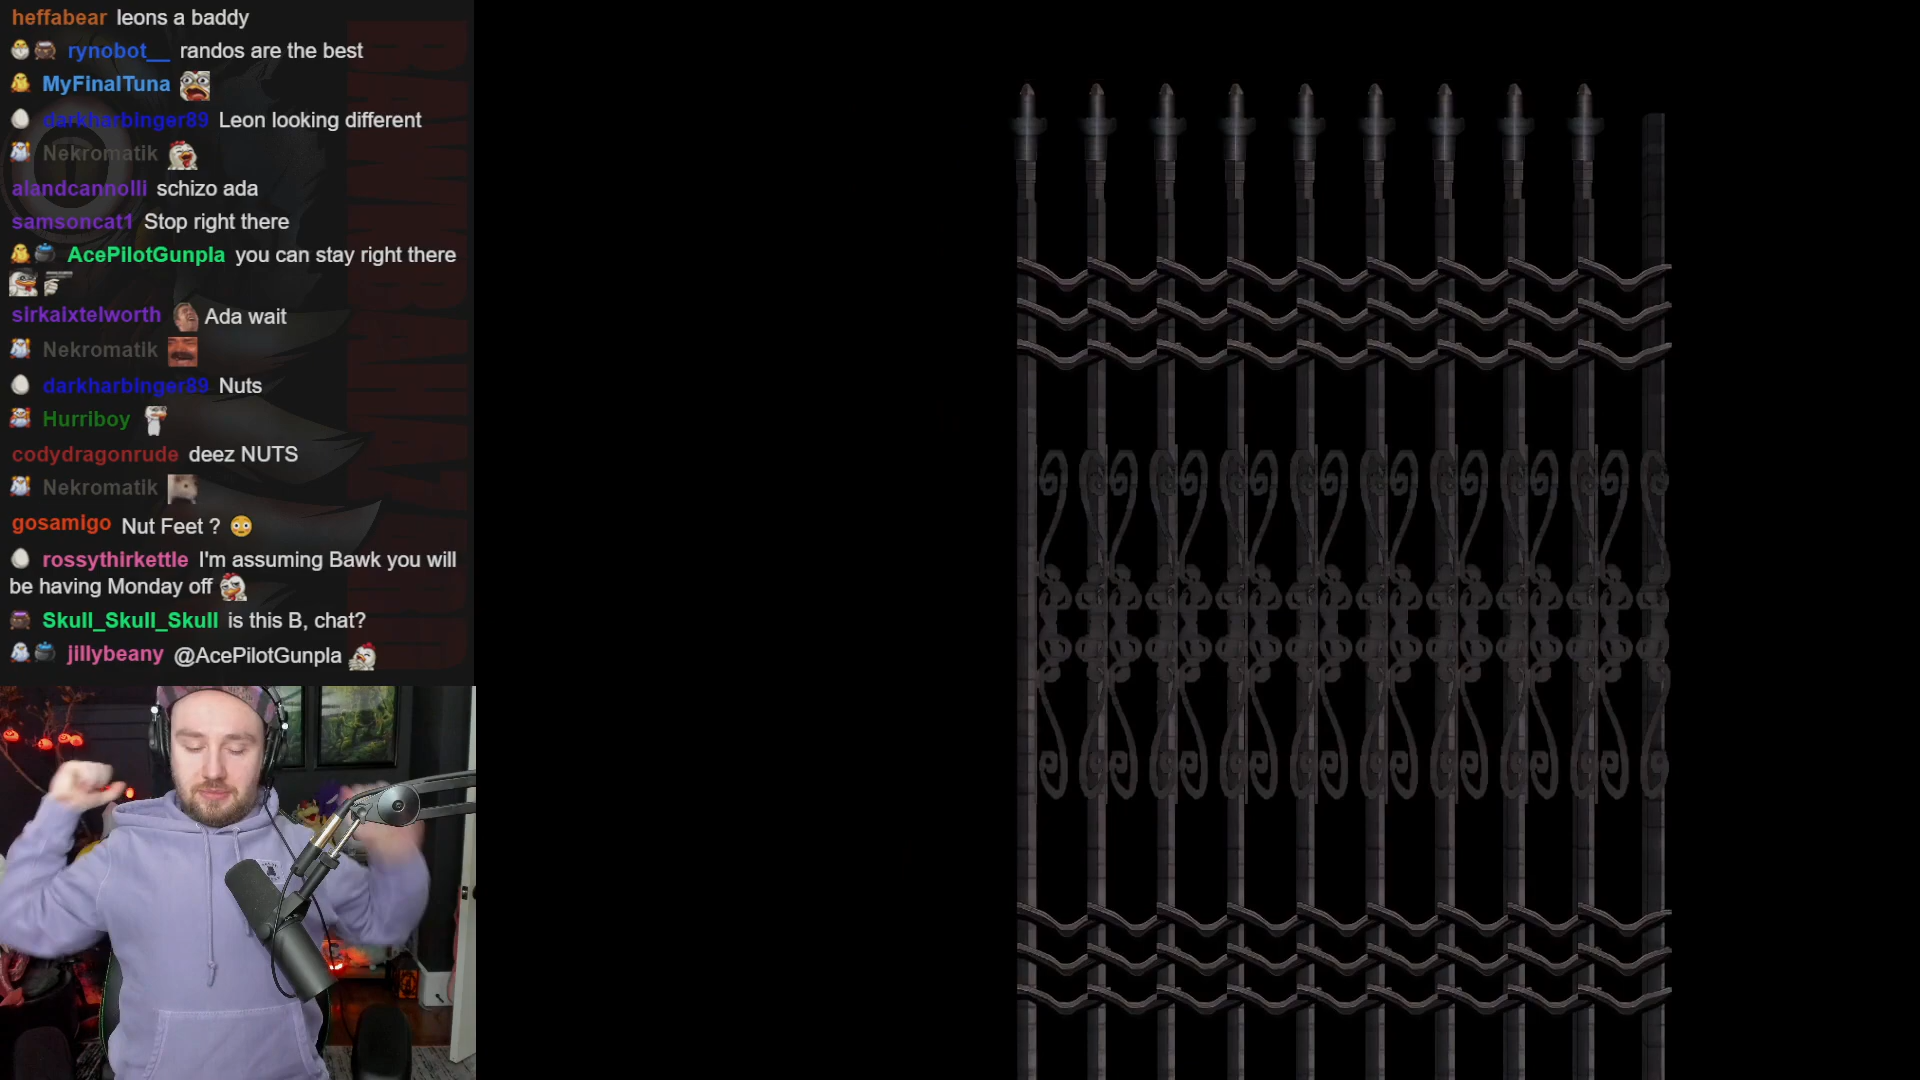 heffabear leons a baddy
rynobot__ randos are the best
MyFinalTuna
darkharbinger89 Leon looking different
Nekromatik
alandcannolli schizo ada
samsoncat1 Stop right there
AcePilotGunpla you can stay right there
sirkalxtelworth Ada wait
Nekromatik
darkharbinger89 Nuts
Hurriboy
codydragonrude deez NUTS
Nekromatik
gosamigo Nut Feet ?
rossythirkettle I'm assuming Bawk you will
be having Monday off
Skull_Skull_Skull is this B, chat?
jillybeany @AcePilotGunpla